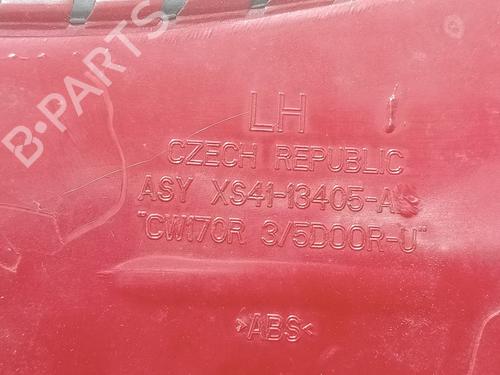 B-PARTS
LH
CZECH REPUBLIC
ASY XS41-13405-A
"CW170R 3/5DOOR-U"
>ABS<